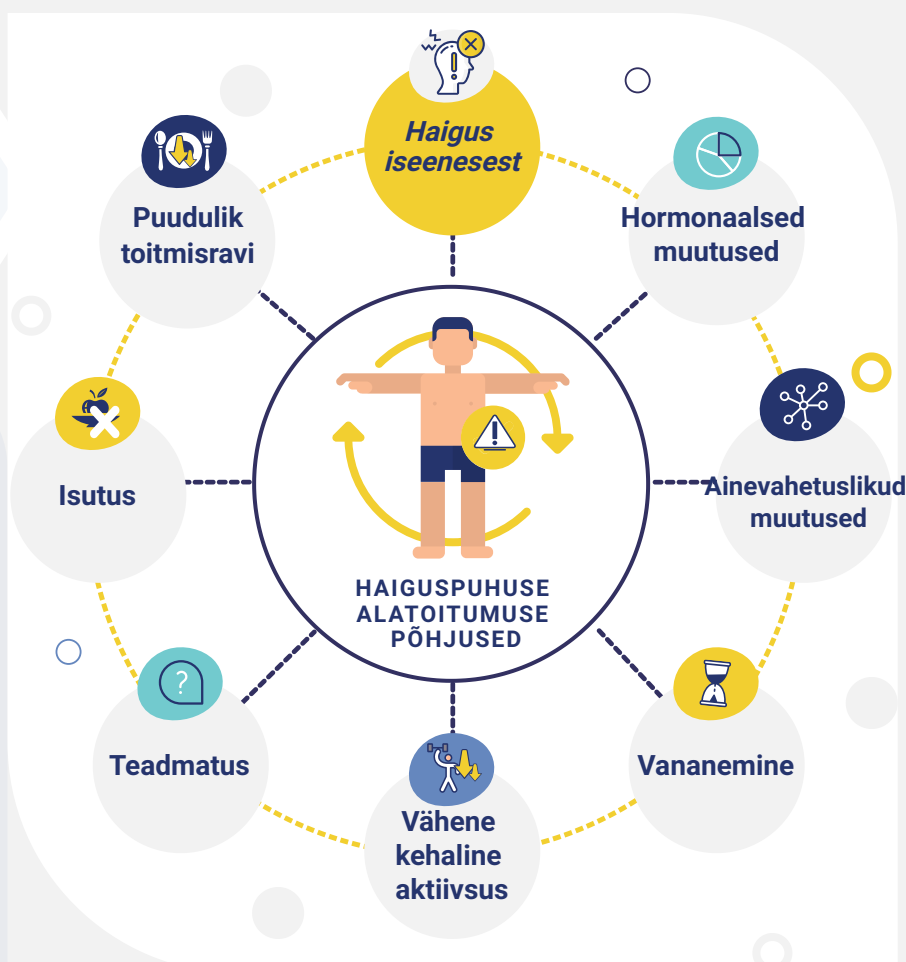 Haigus
iseenesest
Hormonaalsed
muutused
Ainevahetuslikud
muutused
Vananemine
Vähene
kehaline
aktiivsus
Teadmatus
Isutus
Puudulik
toitmisravi
HAIGUSPUHUSE
ALATOITUMUSE
PÕHJUSED
?